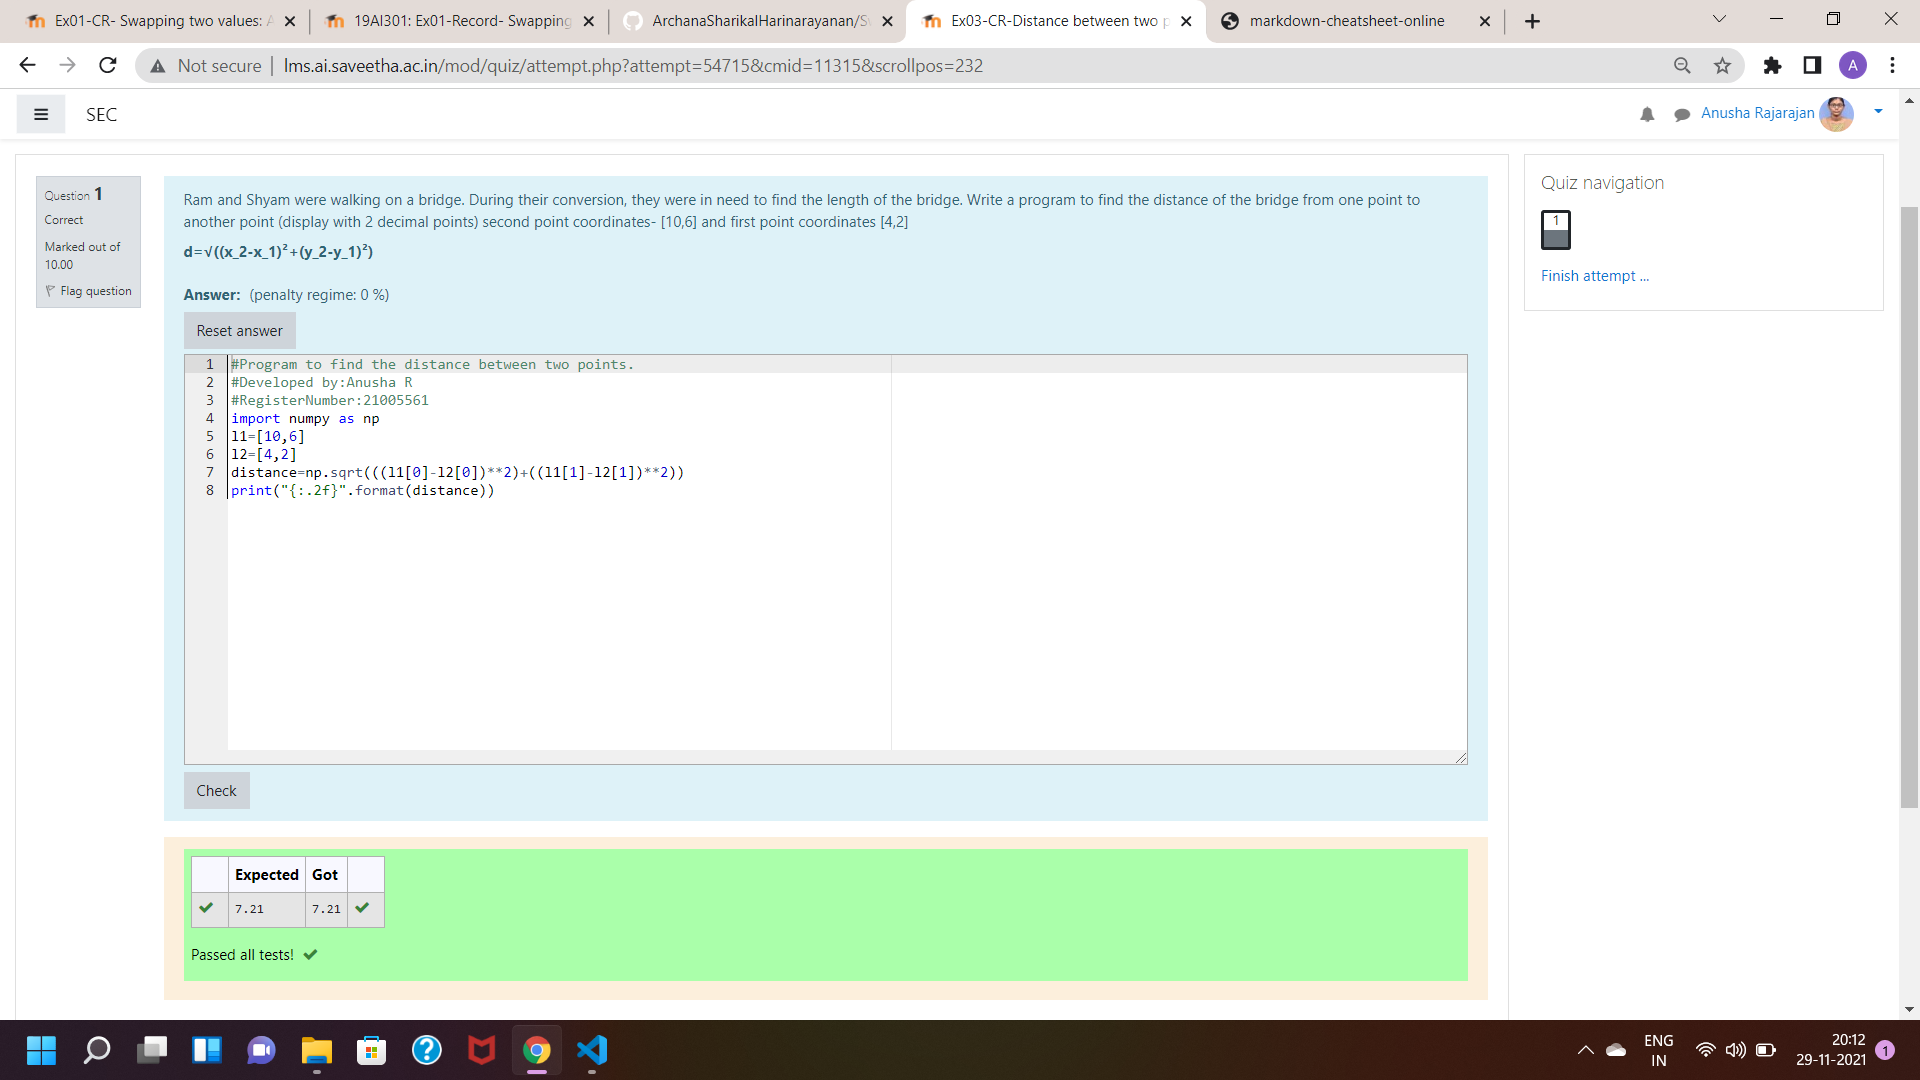 Ex01-CR- Swapping two values: A
19AI301: Ex01-Record- Swapping
ArchanaSharikalHarinarayanan/Sw
Ex03-CR-Distance between two p
markdown-cheatsheet-online
Not secure
lms.ai.saveetha.ac.in/mod/quiz/attempt.php?attempt=54715&cmid=11315&scrollpos=232
A
SEC
Anusha Rajarajan
Question 1
Correct
Marked out of
10.00
Flag question
Ram and Shyam were walking on a bridge. During their conversion, they were in need to find the length of the bridge. Write a program to find the distance of the bridge from one point to
another point (display with 2 decimal points) second point coordinates- [10,6] and first point coordinates [4,2]
d=√((x_2-x_1)²+(y_2-y_1)²)
Answer: (penalty regime: 0 %)
Reset answer
1 #Program to find the distance between two points.
2 #Developed by:Anusha R
3 #RegisterNumber:21005561
4 import numpy as np
5 l1=[10,6]
6 l2=[4,2]
7 distance=np.sqrt(((l1[0]-l2[0])**2)+((l1[1]-l2[1])**2))
8 print("{:.2f}".format(distance))
Check
Expected Got
7.21 7.21
Passed all tests!
Quiz navigation
1
Finish attempt ...
ENG
IN
20:12
29-11-2021
1